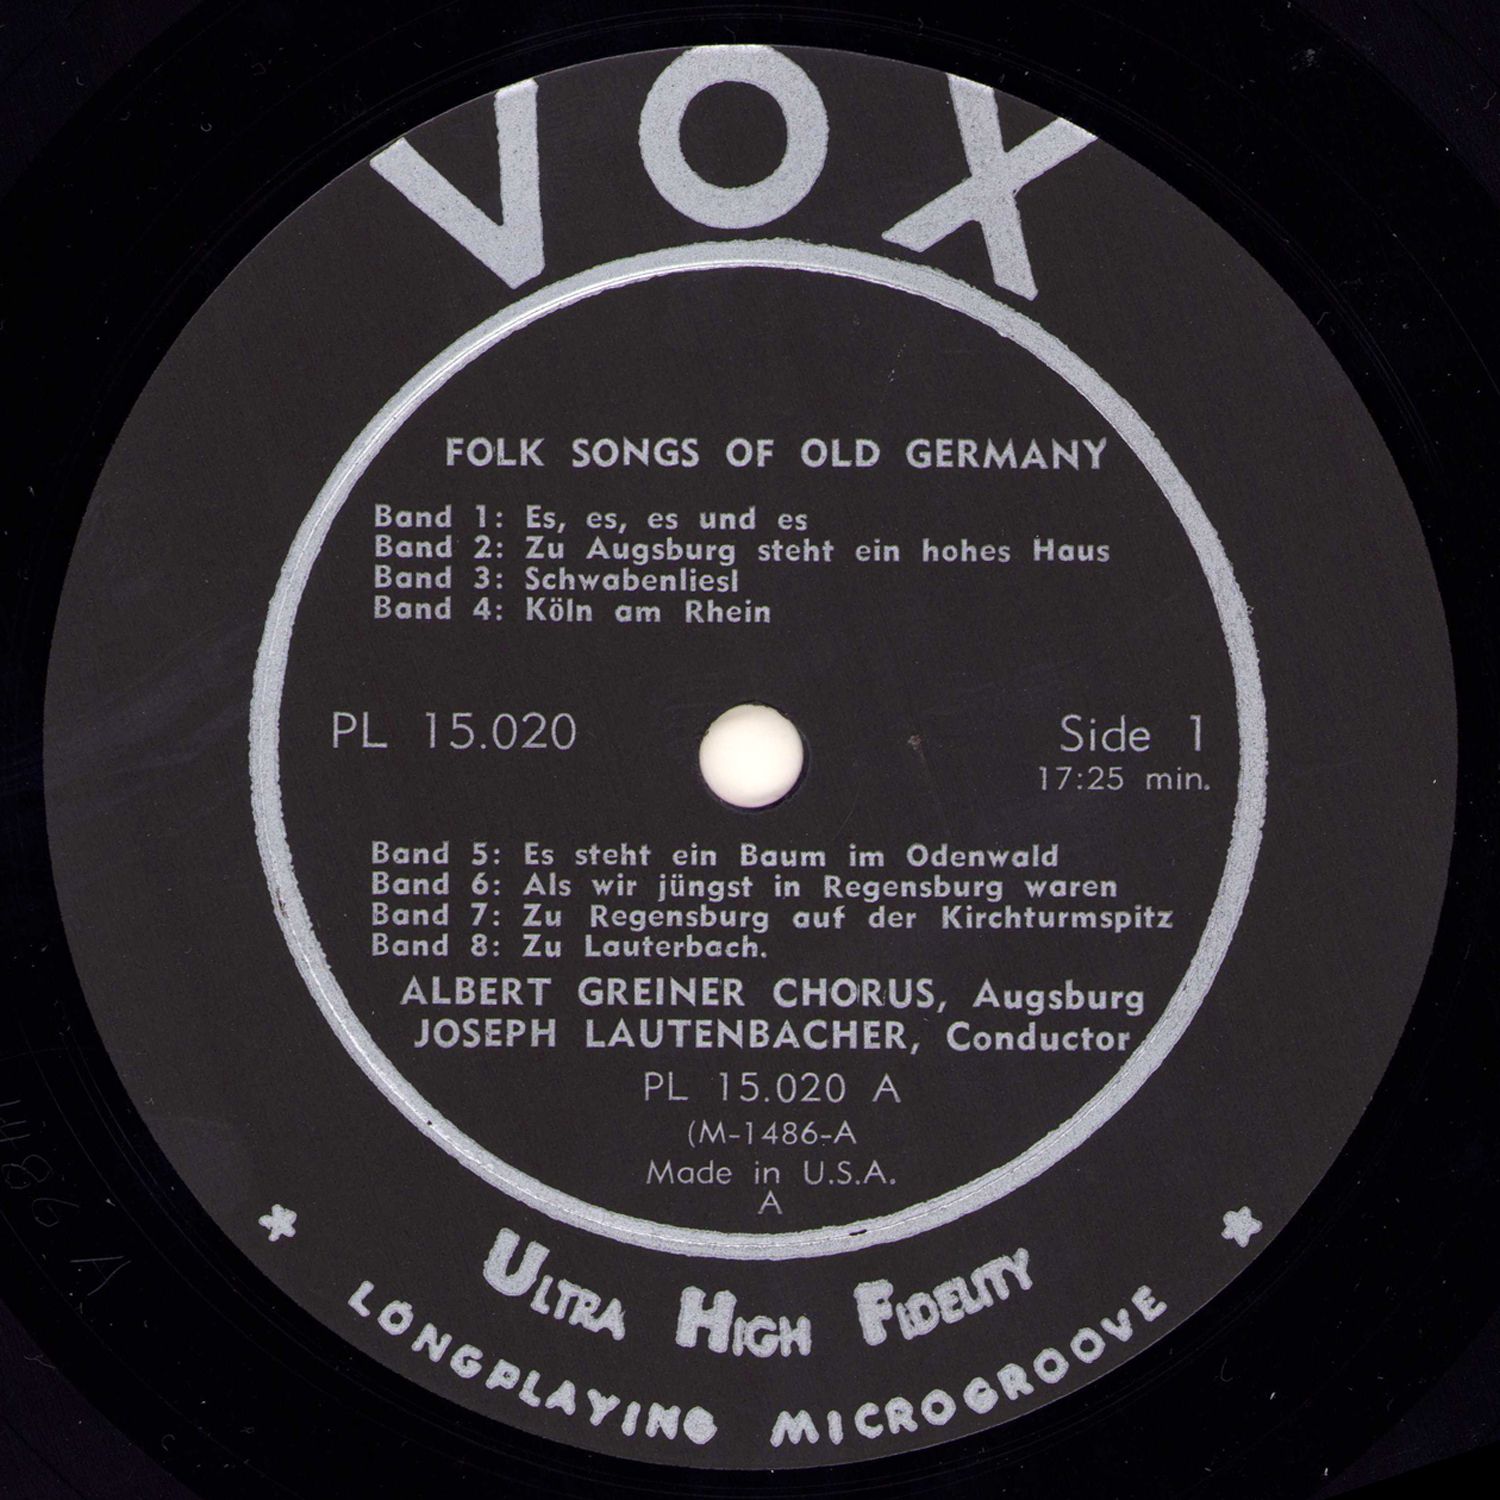 VOX
FOLK SONGS OF OLD GERMANY
Band 1: Es, es, es und es
Band 2: Zu Augsburg steht ein hohes Haus
Band 3: Schwabenliesl
Band 4: Köln am Rhein
PL 15.020
Side 1
17:25 min.
Band 5: Es steht ein Baum im Odenwald
Band 6: Als wir jüngst in Regensburg waren
Band 7: Zu Regensburg auf der Kirchturmspitz
Band 8: Zu Lauterbach.
ALBERT GREINER CHORUS, Augsburg
JOSEPH LAUTENBACHER, Conductor
PL 15.020 A
(M-1486-A
Made in U.S.A.
A
ULTRA HIGH FIDELITY
LONGPLAYING MICROGROOVE